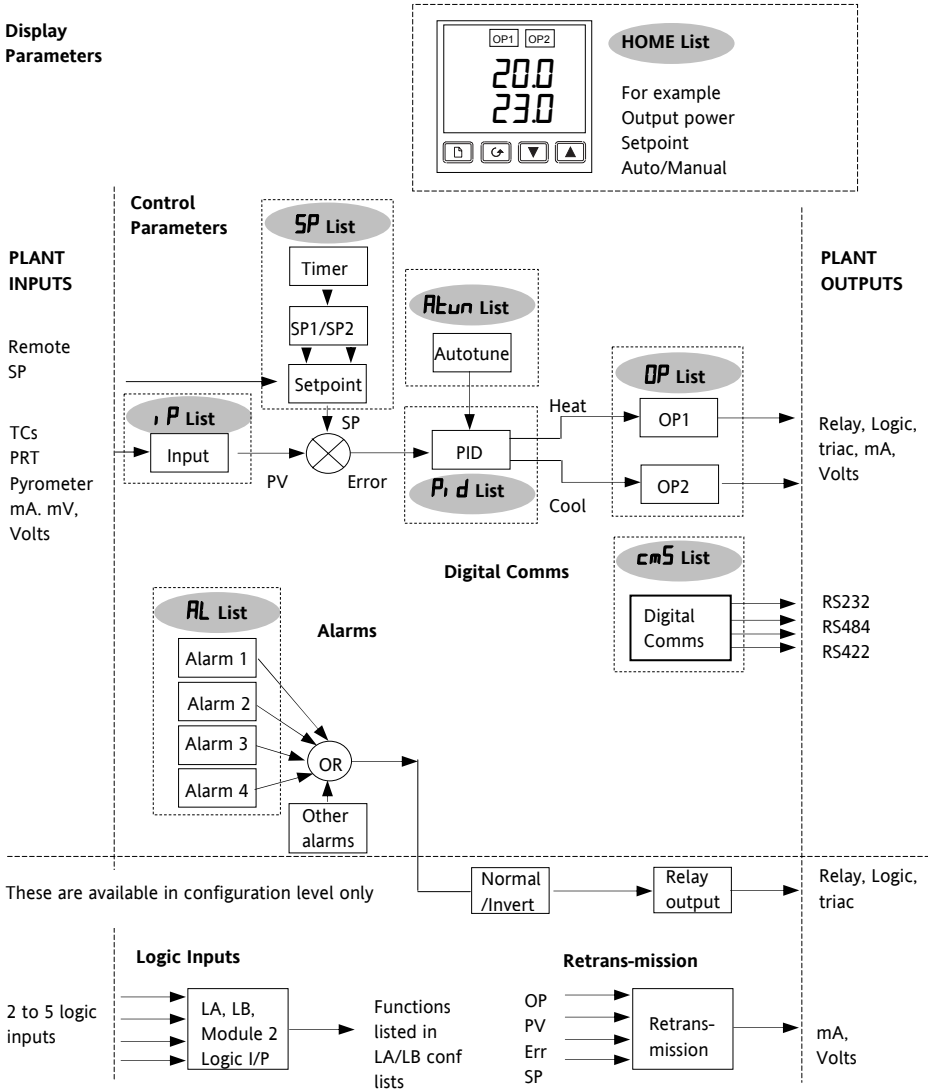 Display
Parameters
OP1 OP2
20.0
23.0
HOME List
For example
Output power
Setpoint
Auto/Manual
Control
Parameters
PLANT
INPUTS
PLANT
OUTPUTS
SP List
Timer
SP1/SP2
Setpoint
Atun List
Autotune
Remote
SP
iP List
Input
TCs
PRT
Pyrometer
mA. mV,
Volts
SP
PV
Error
PID
Pid List
Heat
Cool
OP List
OP1
OP2
Relay, Logic,
triac, mA,
Volts
Digital Comms
cmS List
Digital
Comms
RS232
RS484
RS422
AL List
Alarms
Alarm 1
Alarm 2
Alarm 3
Alarm 4
OR
Other
alarms
These are available in configuration level only
Normal
/Invert
Relay
output
Relay, Logic,
triac
Logic Inputs
2 to 5 logic
inputs
LA, LB,
Module 2
Logic I/P
Functions
listed in
LA/LB conf
lists
Retrans-mission
OP
PV
Err
SP
Retrans-
mission
mA,
Volts